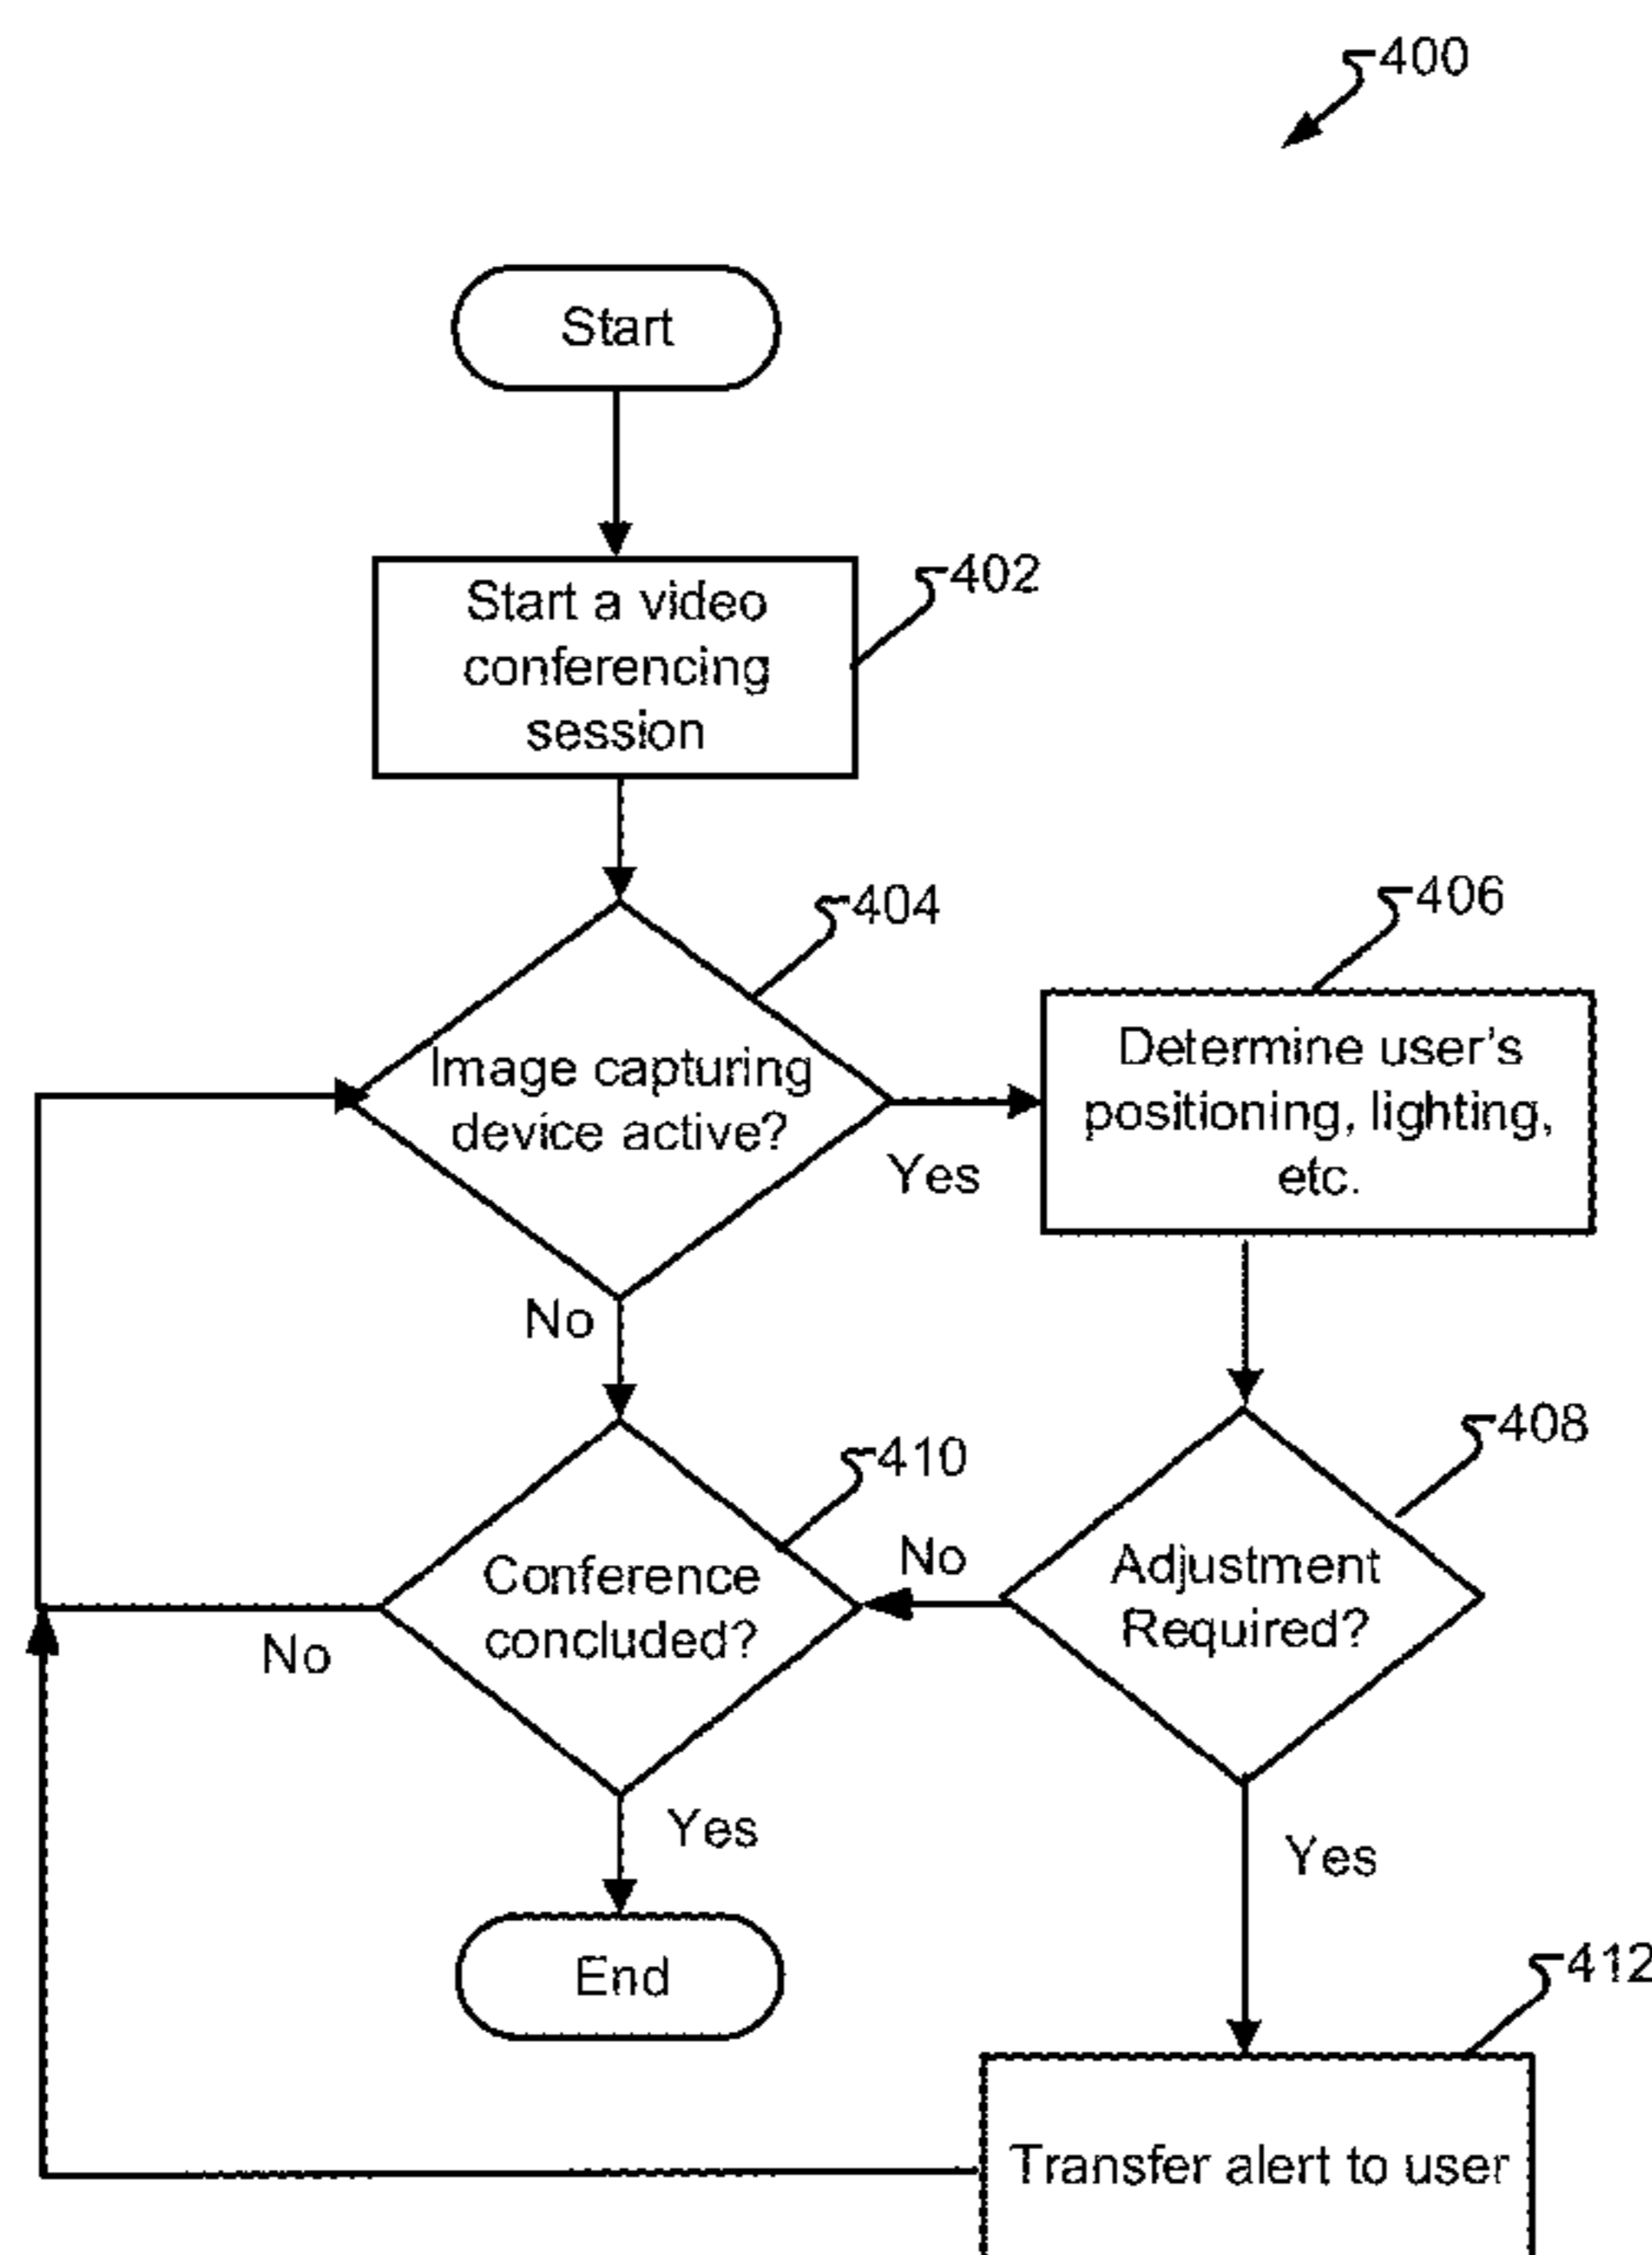 400
Start
402
Start a video
conferencing
session
404
406
Image capturing
device active?
Determine user's
positioning, lighting,
etc.
Yes
No
408
410
No
Conference
concluded?
Adjustment
Required?
No
Yes
Yes
End
412
Transfer alert to user